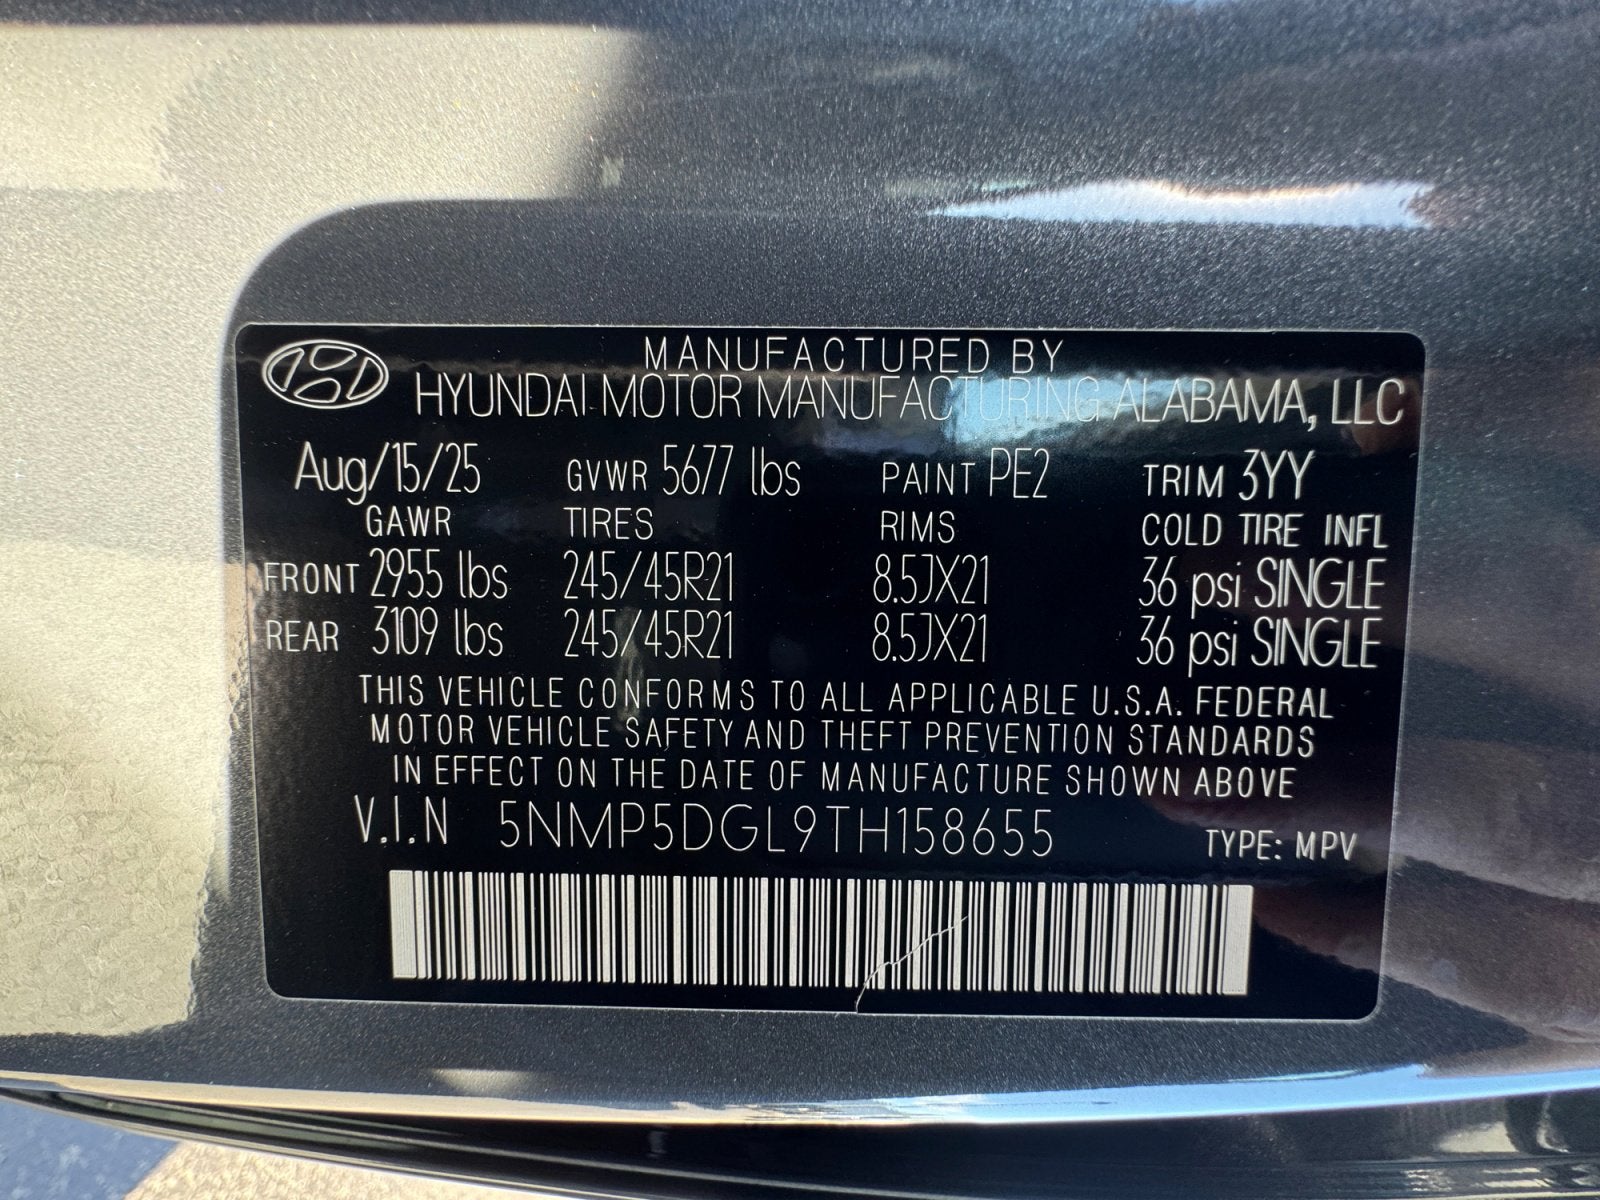 MANUFACTURED BY
HYUNDAI MOTOR MANUFACTURING ALABAMA, LLC
Aug/15/25 GVWR 5677 lbs PAINT PE2 TRIM 3YY
GAWR TIRES RIMS COLD TIRE INFL
FRONT 2955 lbs 245/45R21 8.5JX21 36 psi SINGLE
REAR 3109 lbs 245/45R21 8.5JX21 36 psi SINGLE
THIS VEHICLE CONFORMS TO ALL APPLICABLE U.S.A. FEDERAL
MOTOR VEHICLE SAFETY AND THEFT PREVENTION STANDARDS
IN EFFECT ON THE DATE OF MANUFACTURE SHOWN ABOVE
V.I.N 5NMP5DGL9TH158655 TYPE: MPV